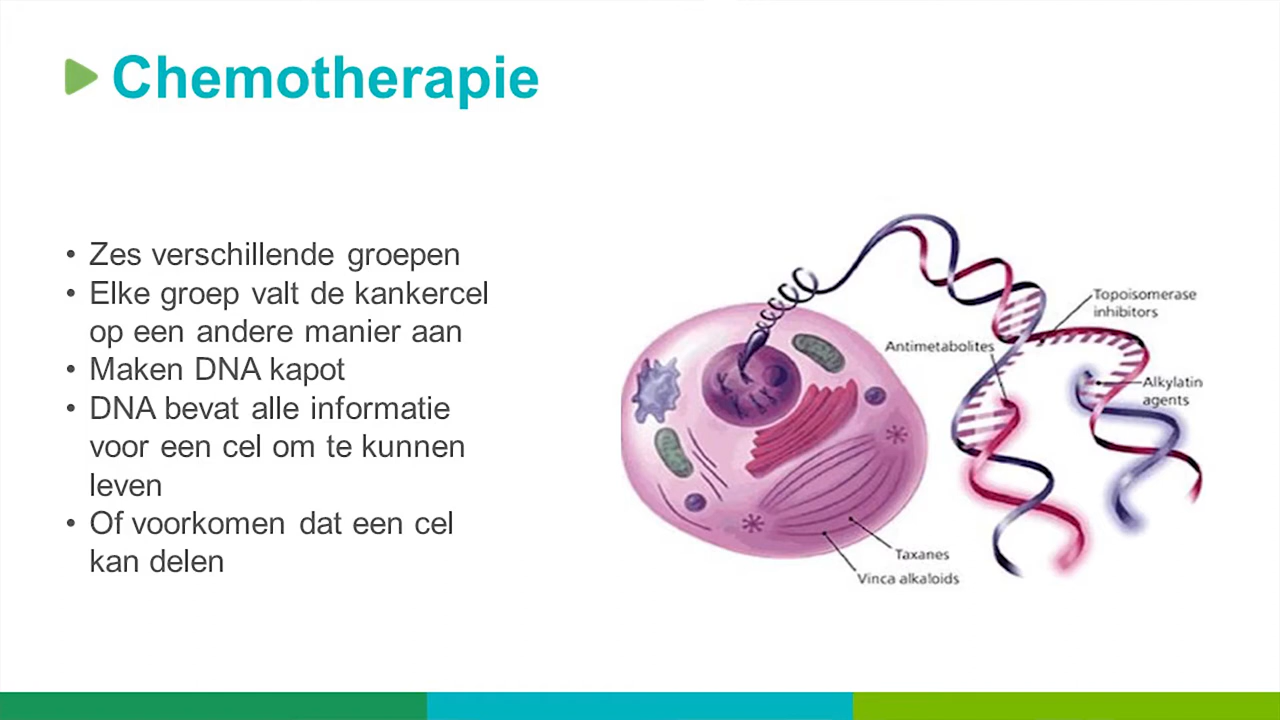 Chemotherapie
• Zes verschillende groepen
• Elke groep valt de kankercel
op een andere manier aan
• Maken DNA kapot
• DNA bevat alle informatie
voor een cel om te kunnen
leven
• Of voorkomen dat een cel
kan delen
Topoisomerase
inhibitors
Antimetabolites
Alkylatin
agents
Taxanes
Vinca alkaloids